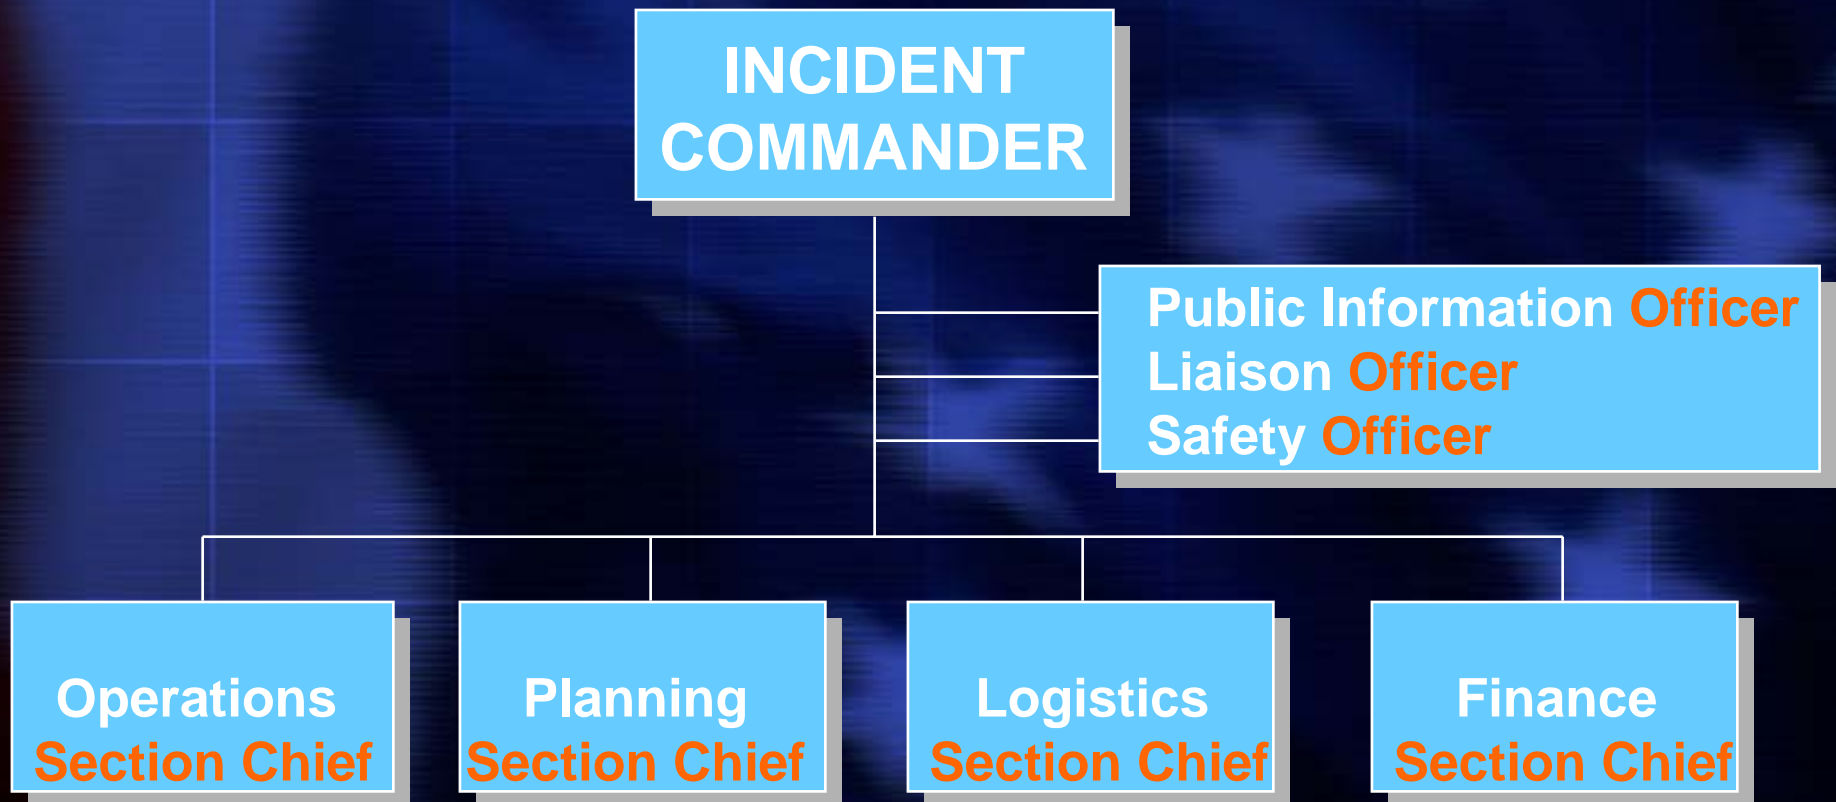 INCIDENT
COMMANDER
Public Information Officer
Liaison Officer
Safety Officer
Operations
Section Chief
Planning
Section Chief
Logistics
Section Chief
Finance
Section Chief